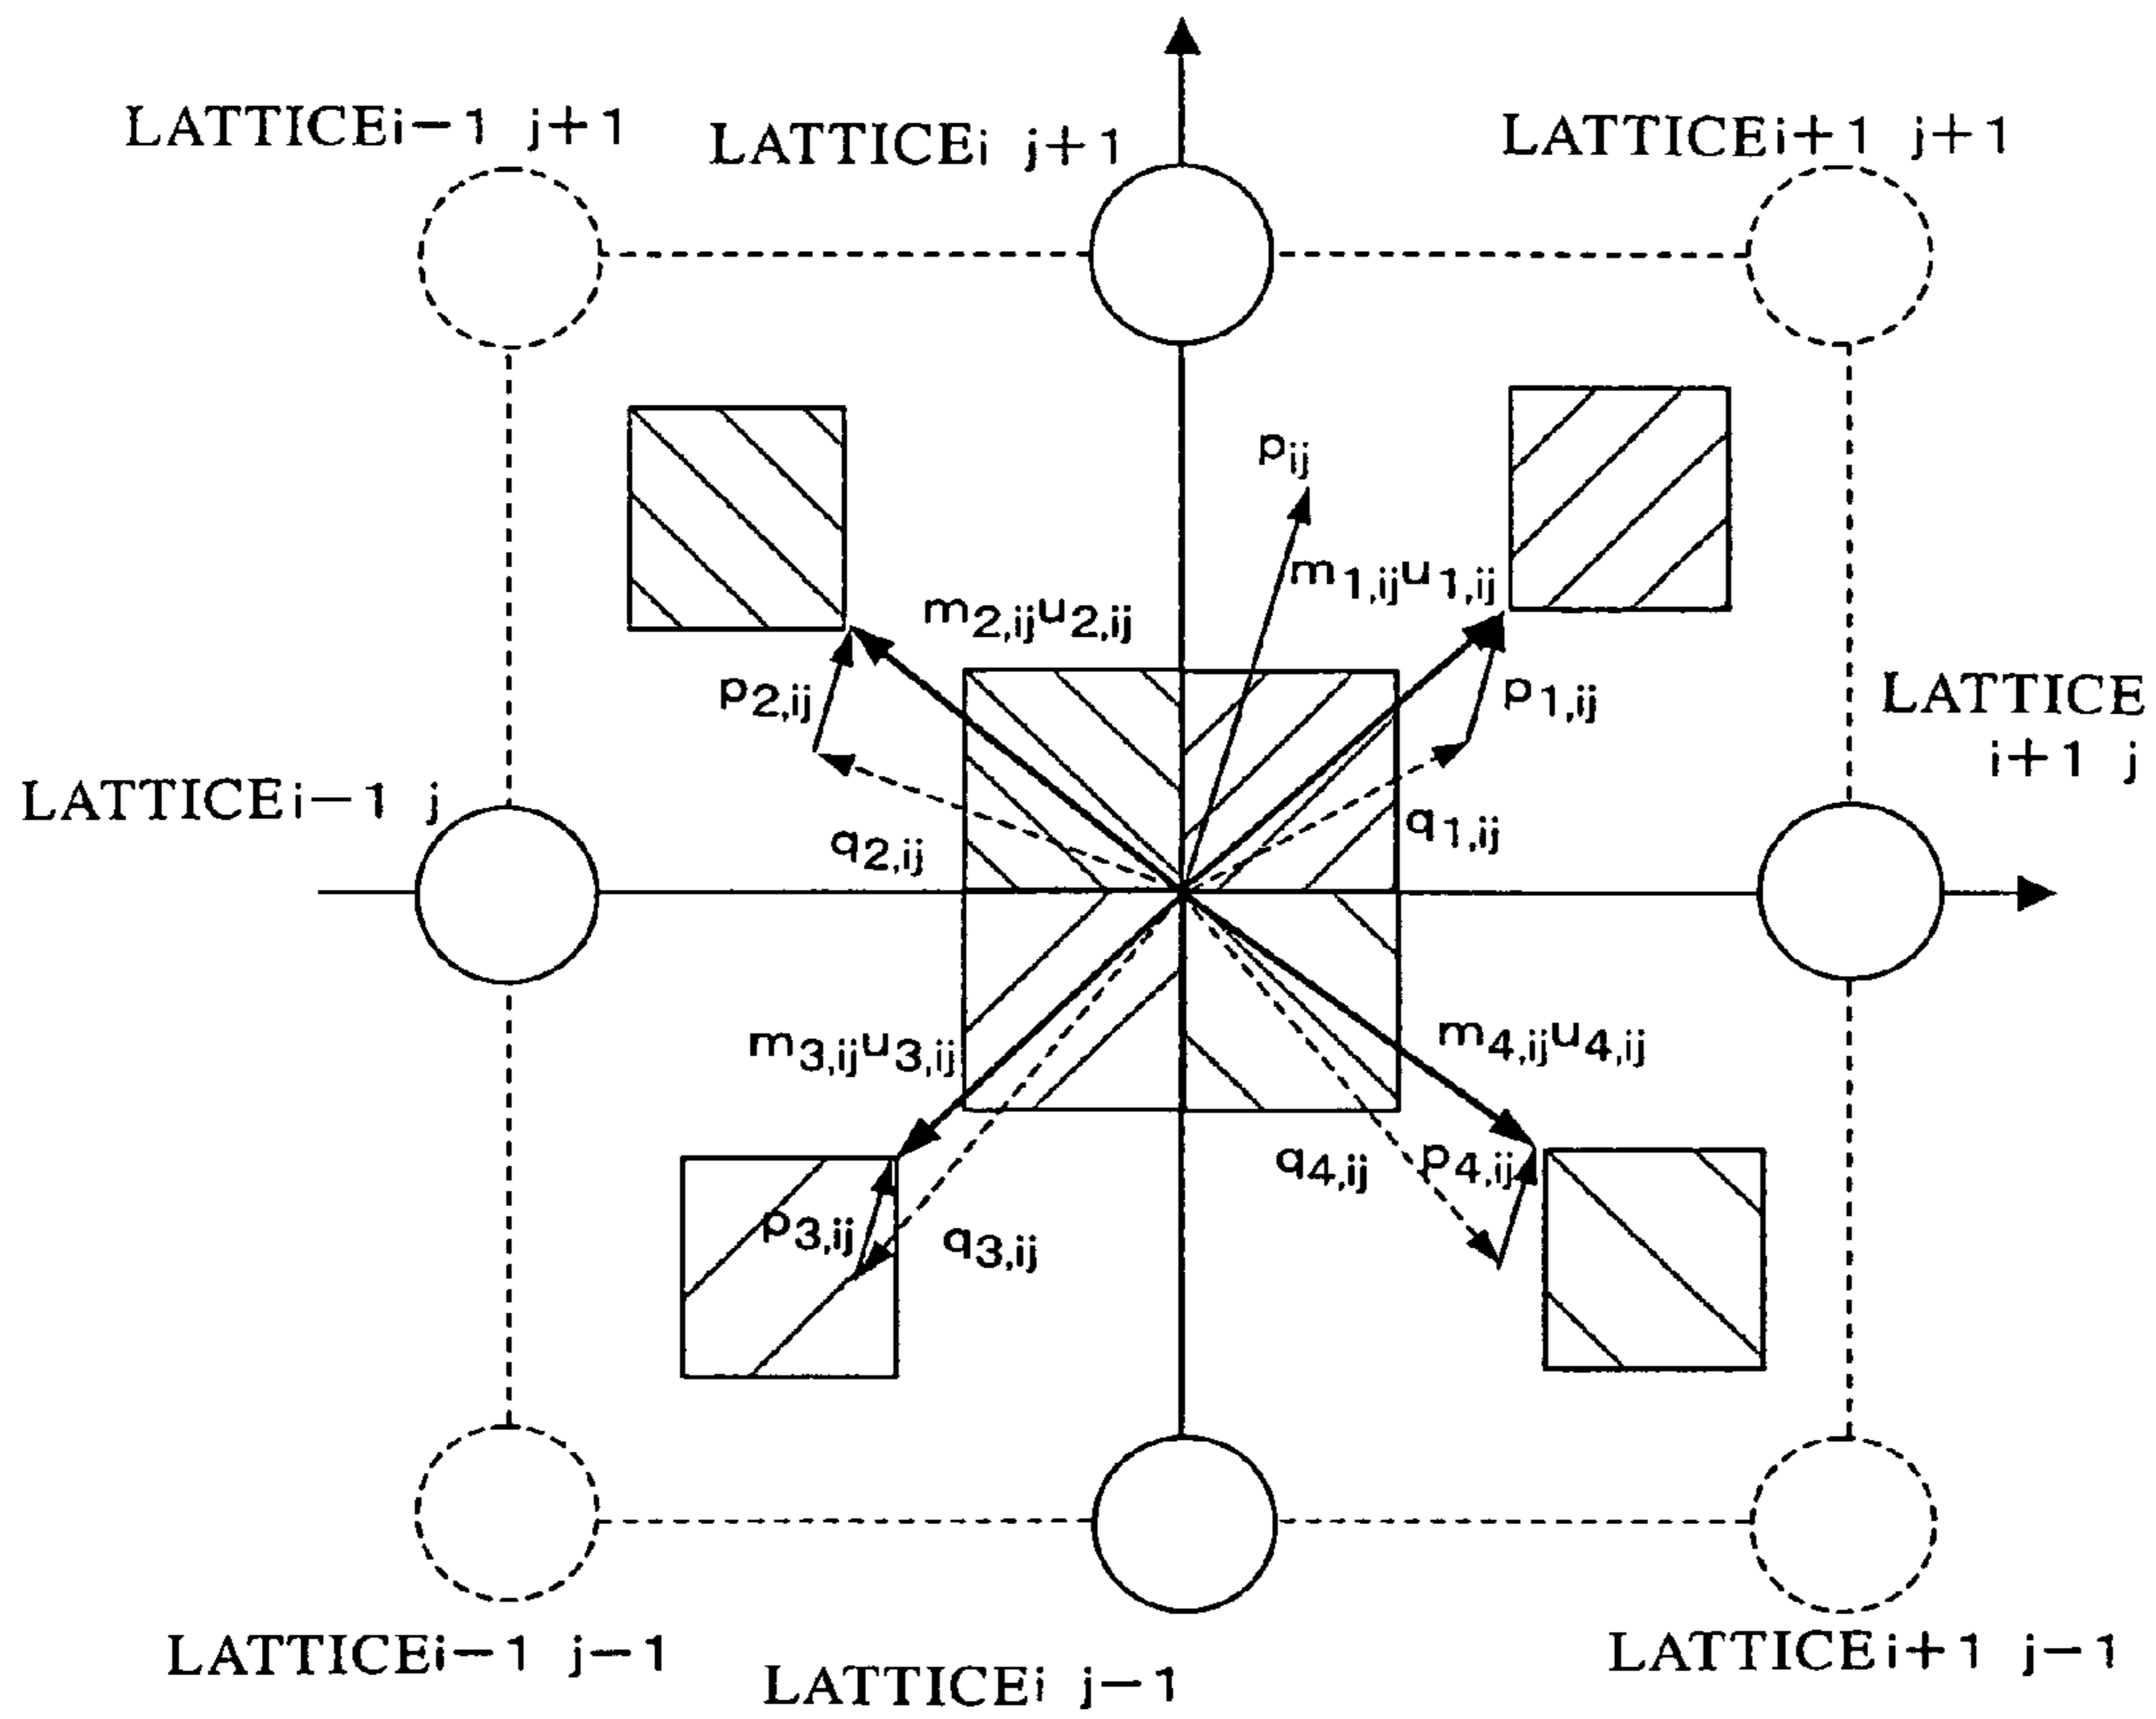 LATTICEi−1 j+1
LATTICEi j+1
LATTICEi+1 j+1
pij
m1,iju1,ij
m2,iju2,ij
p2,ij
p1,ij
LATTICE
i+1 j
LATTICEi−1 j
q2,ij
q1,ij
m3,iju3,ij
m4,iju4,ij
q4,ij
p4,ij
p3,ij
q3,ij
LATTICEi−1 j−1
LATTICEi j−1
LATTICEi+1 j−1